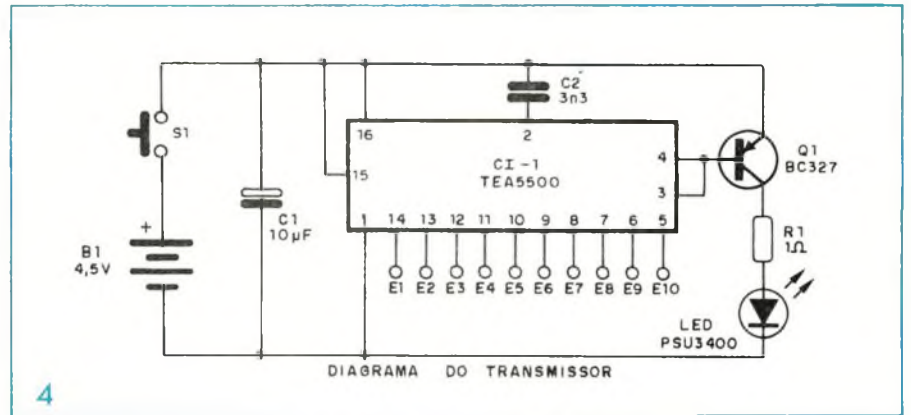 C2
3n3
S1
16
2
CI-1
TEA5500
4
3
Q1
BC327
15
C1
10µF
1
14
13
12
11
10
9
8
7
6
5
R1
1Ω
+
B1
4,5V
E1
E2
E3
E4
E5
E6
E7
E8
E9
E10
LED
PSU3400
DIAGRAMA DO TRANSMISSOR
4